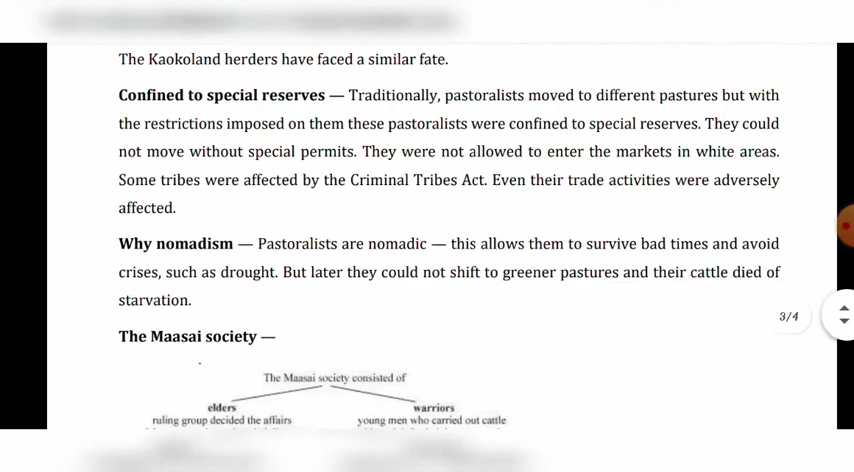 The Kaokoland herders have faced a similar fate.
Confined to special reserves — Traditionally, pastoralists moved to different pastures but with
the restrictions imposed on them these pastoralists were confined to special reserves. They could
not move without special permits. They were not allowed to enter the markets in white areas.
Some tribes were affected by the Criminal Tribes Act. Even their trade activities were adversely
affected.
Why nomadism — Pastoralists are nomadic — this allows them to survive bad times and avoid
crises, such as drought. But later they could not shift to greener pastures and their cattle died of
starvation.
3/4
The Maasai society —
The Maasai society consisted of
elders warriors
ruling group decided the affairs young men who carried out cattle